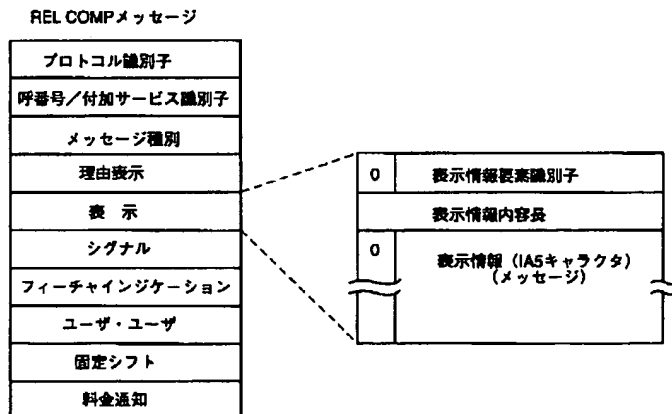 REL COMPメッセージ
プロトコル識別子
呼番号／付加サービス識別子
メッセージ種別
理由表示
表 示
シグナル
フィーチャインジケーション
ユーザ・ユーザ
固定シフト
料金通知
0 表示情報要素識別子
表示情報内容長
0 表示情報（IA5キャラクタ）
（メッセージ）